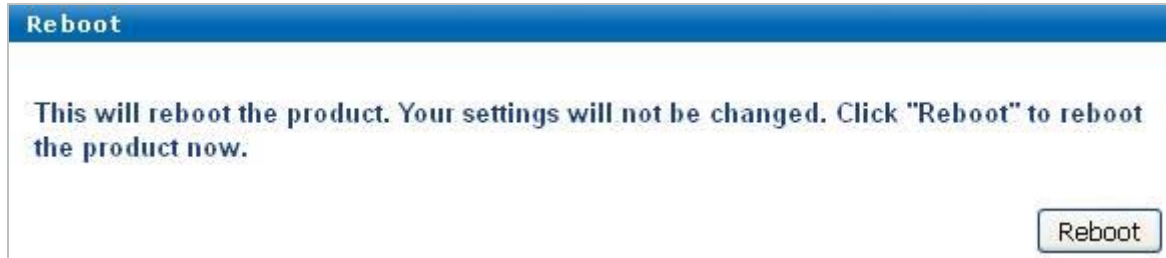 Reboot
This will reboot the product. Your settings will not be changed. Click "Reboot" to reboot
the product now.
Reboot